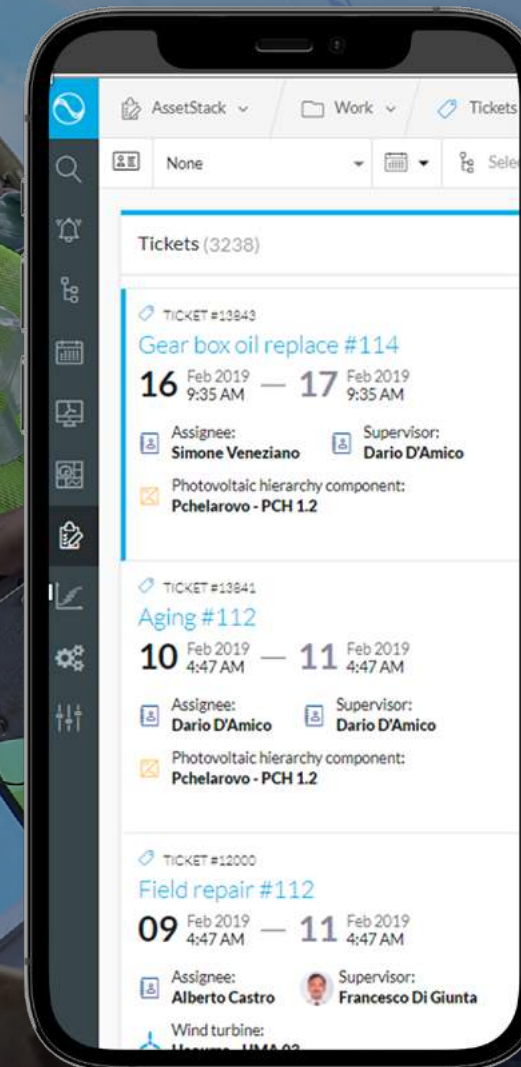 AssetStack Work Tickets
None
Tickets (3238)
TICKET #13843
Gear box oil replace #114
16 Feb 2019 9:35 AM — 17 Feb 2019 9:35 AM
Assignee: Supervisor:
Simone Veneziano Dario D'Amico
Photovoltaic hierarchy component:
Pchelarovo - PCH 1.2
TICKET #13841
Aging #112
10 Feb 2019 4:47 AM — 11 Feb 2019 4:47 AM
Assignee: Supervisor:
Dario D'Amico Dario D'Amico
Photovoltaic hierarchy component:
Pchelarovo - PCH 1.2
TICKET #12000
Field repair #112
09 Feb 2019 4:47 AM — 11 Feb 2019 4:47 AM
Assignee: Supervisor:
Alberto Castro Francesco Di Giunta
Wind turbine: